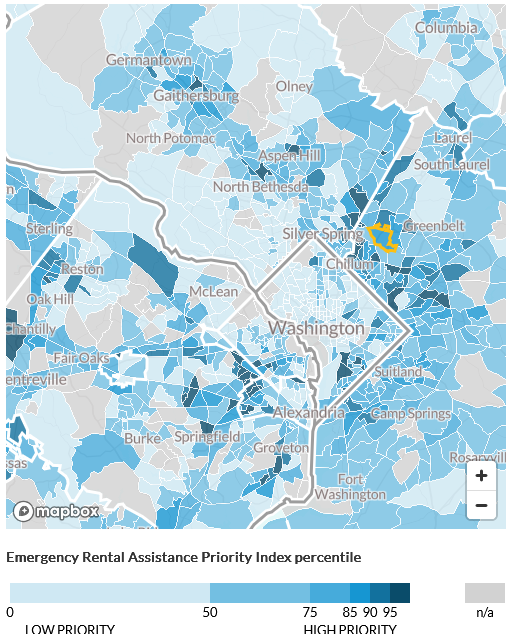 Columbia
Germantown
Gaithersburg
Olney
North Potomac
Aspen Hill
Laurel
South Laurel
North Bethesda
n
Sterling
Silver Spring
Greenbelt
Reston
Chillum
McLean
Oak Hill
Chantilly
Washington
Fair Oaks
entreville
Suitland
Alexandria
Camp Springs
Burke
Springfield
Groveton
Rosaryvill
ssas
Fort
Washington
mapbox
+
−
Emergency Rental Assistance Priority Index percentile
0 50 75 85 90 95 n/a
LOW PRIORITY HIGH PRIORITY